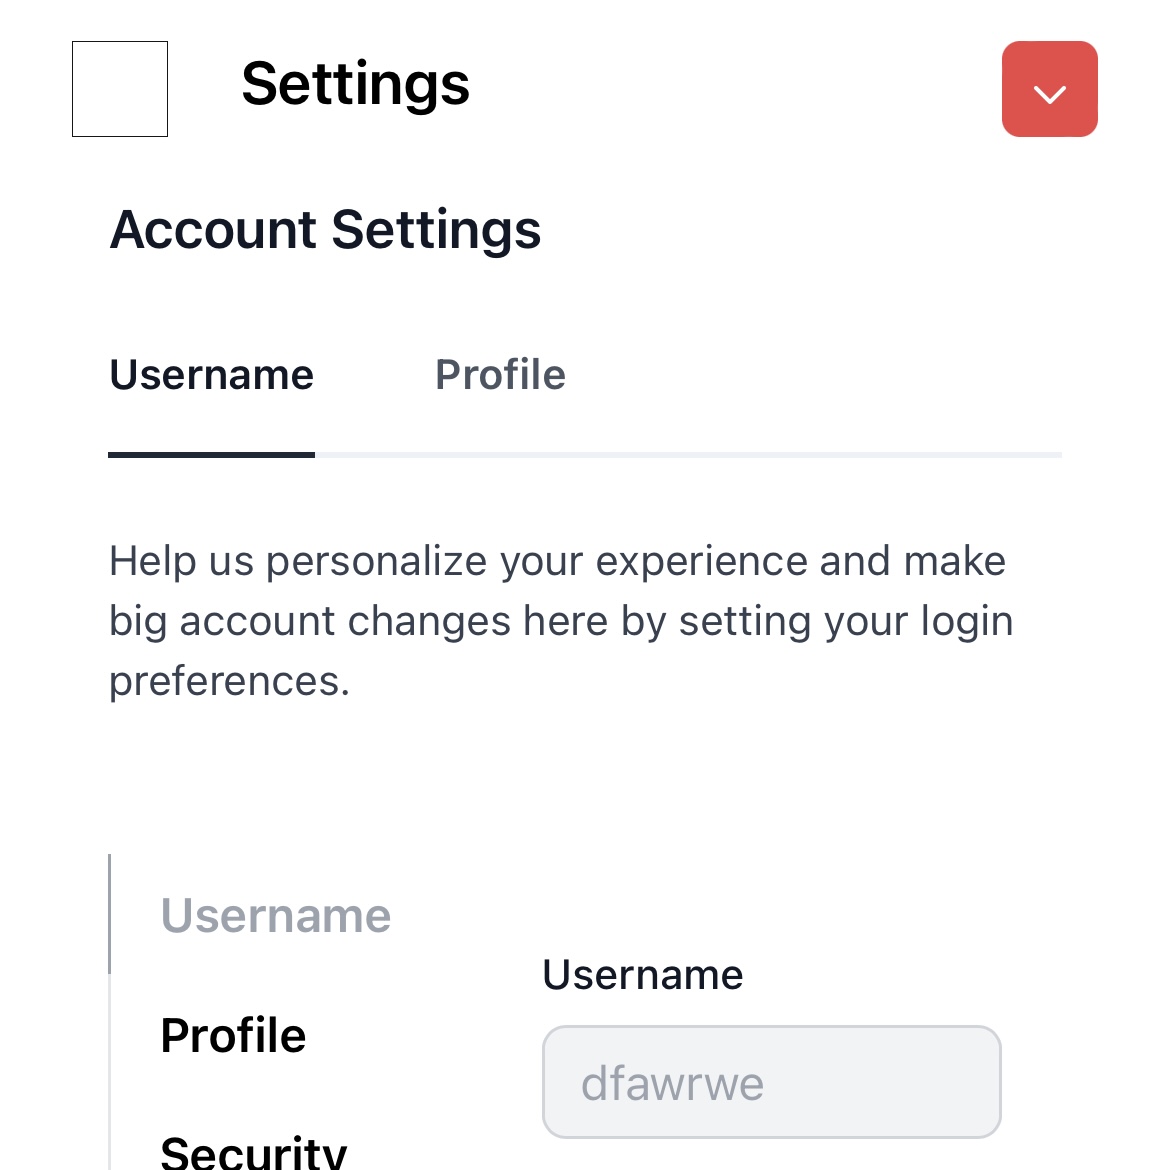 Settings
Account Settings
Username Profile
Help us personalize your experience and make
big account changes here by setting your login
preferences.
Username
Profile
Security
Username
dfawrwe